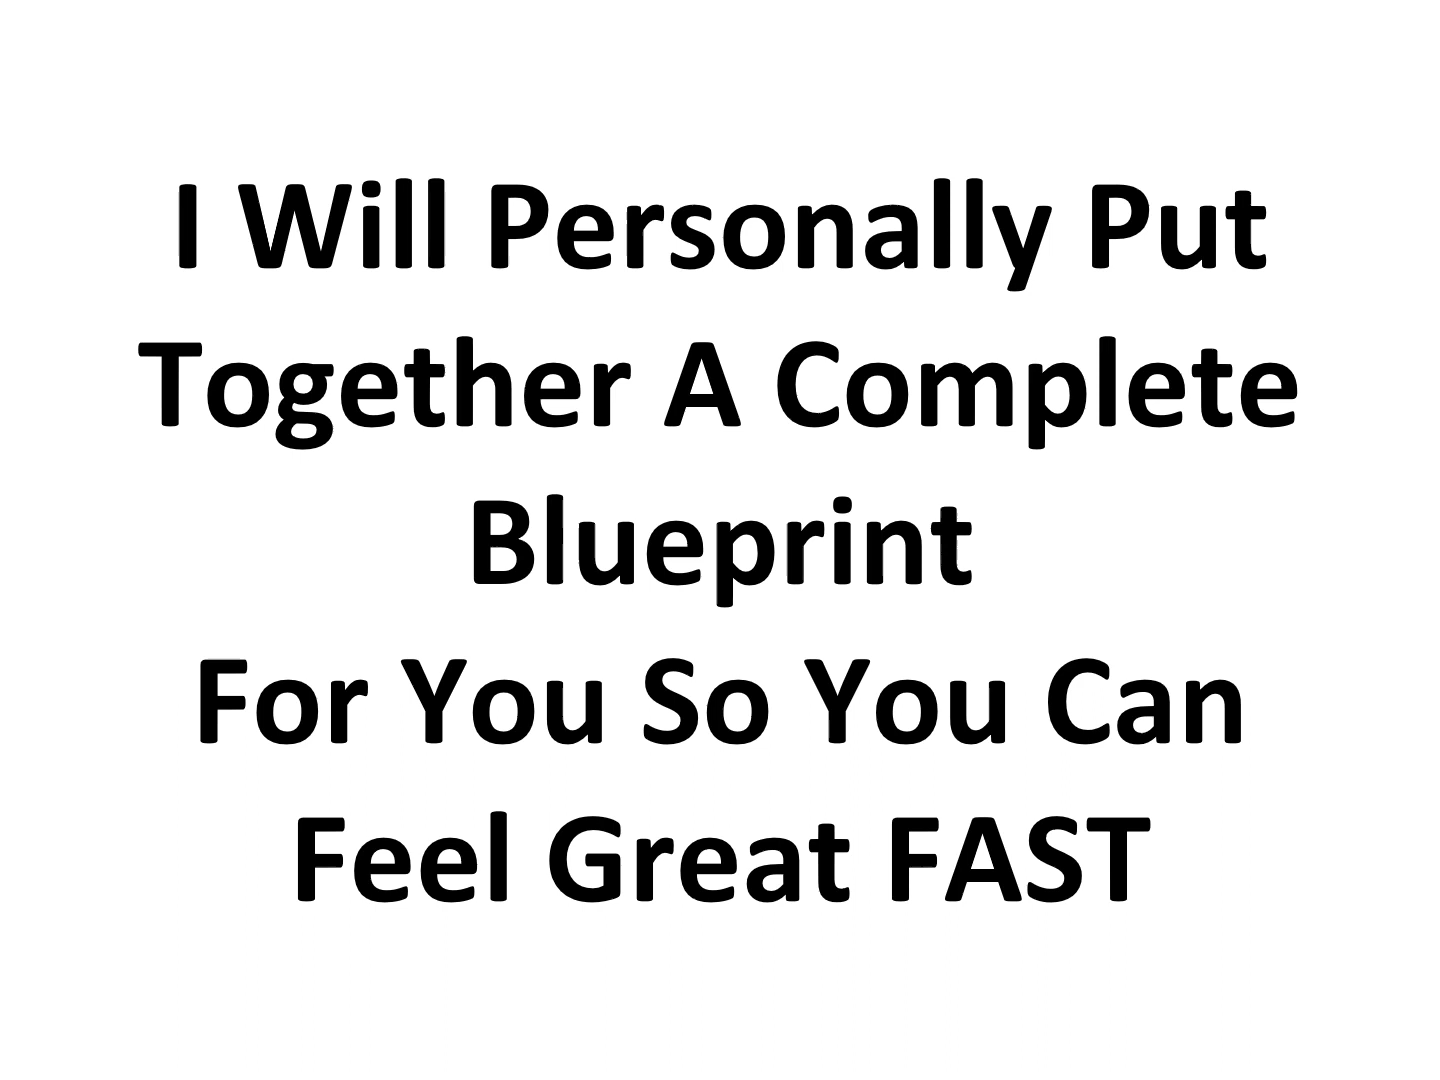 I Will Personally Put
Together A Complete
Blueprint
For You So You Can
Feel Great FAST